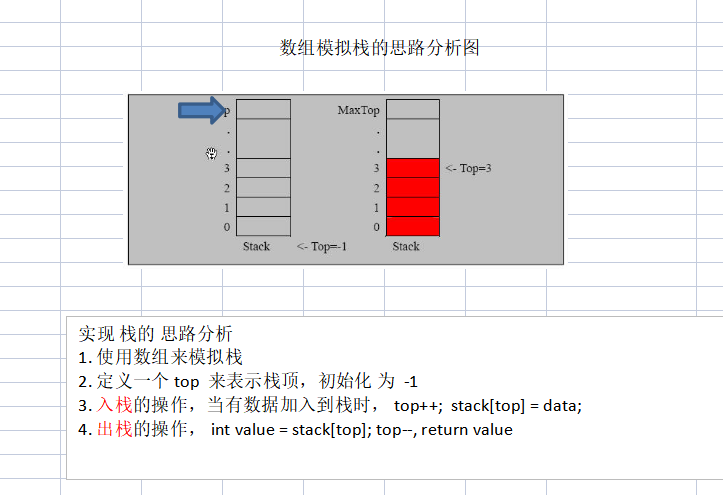 数组模拟栈的思路分析图
p
MaxTop
.
.
.
.
3
3
<- Top=3
2
2
1
1
0
0
Stack
<- Top=-1
Stack
实现 栈的 思路分析
1. 使用数组来模拟栈
2. 定义一个 top 来表示栈顶，初始化 为 -1
3. 入栈的操作，当有数据加入到栈时， top++; stack[top] = data;
4. 出栈的操作， int value = stack[top]; top--, return value